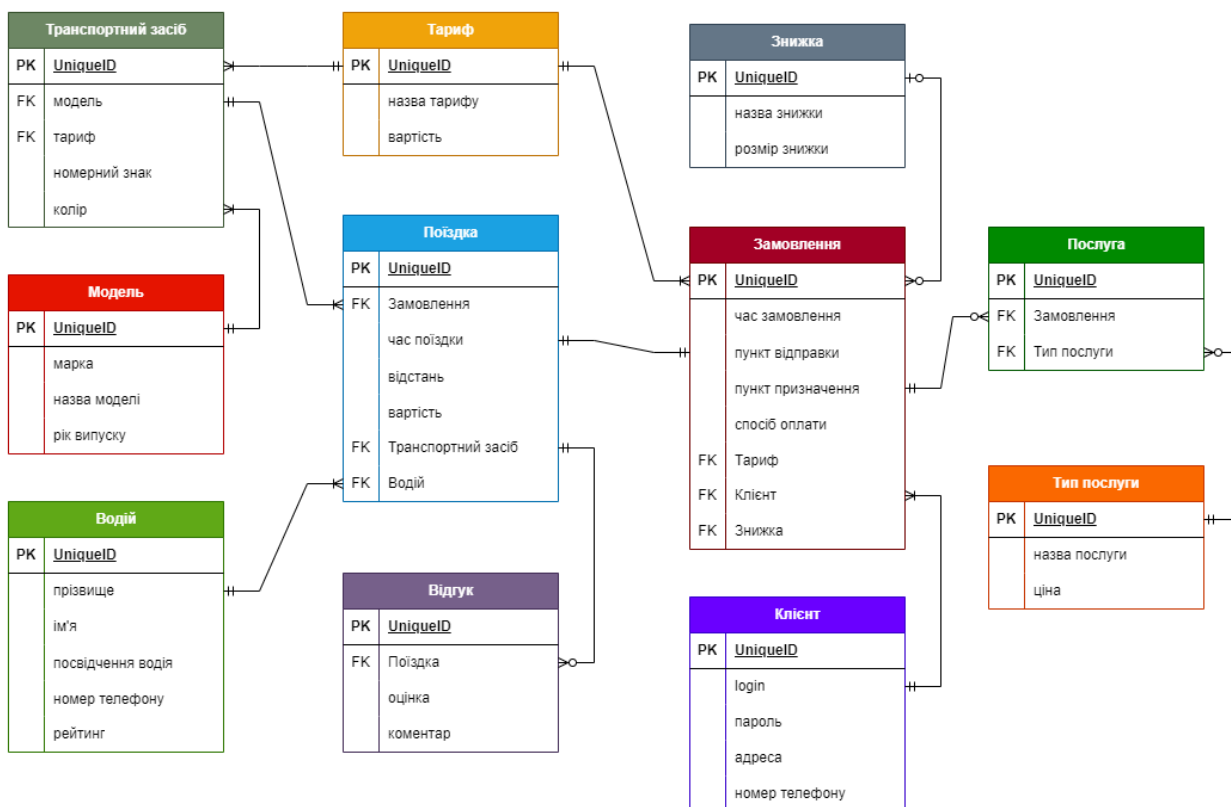 Транспортний засіб
PK UniqueID
FK модель
FK тариф
номерний знак
колір
Тариф
PK UniqueID
назва тарифу
вартість
Знижка
PK UniqueID
назва знижки
розмір знижки
Модель
PK UniqueID
марка
назва моделі
рік випуску
Поїздка
PK UniqueID
FK Замовлення
час поїздки
відстань
вартість
FK Транспортний засіб
FK Водій
Замовлення
PK UniqueID
час замовлення
пункт відправки
пункт призначення
спосіб оплати
FK Тариф
FK Клієнт
FK Знижка
Послуга
PK UniqueID
FK Замовлення
FK Тип послуги
Водій
PK UniqueID
прізвище
ім'я
посвідчення водія
номер телефону
рейтинг
Відгук
PK UniqueID
FK Поїздка
оцінка
коментар
Клієнт
PK UniqueID
login
пароль
адреса
номер телефону
Тип послуги
PK UniqueID
назва послуги
ціна